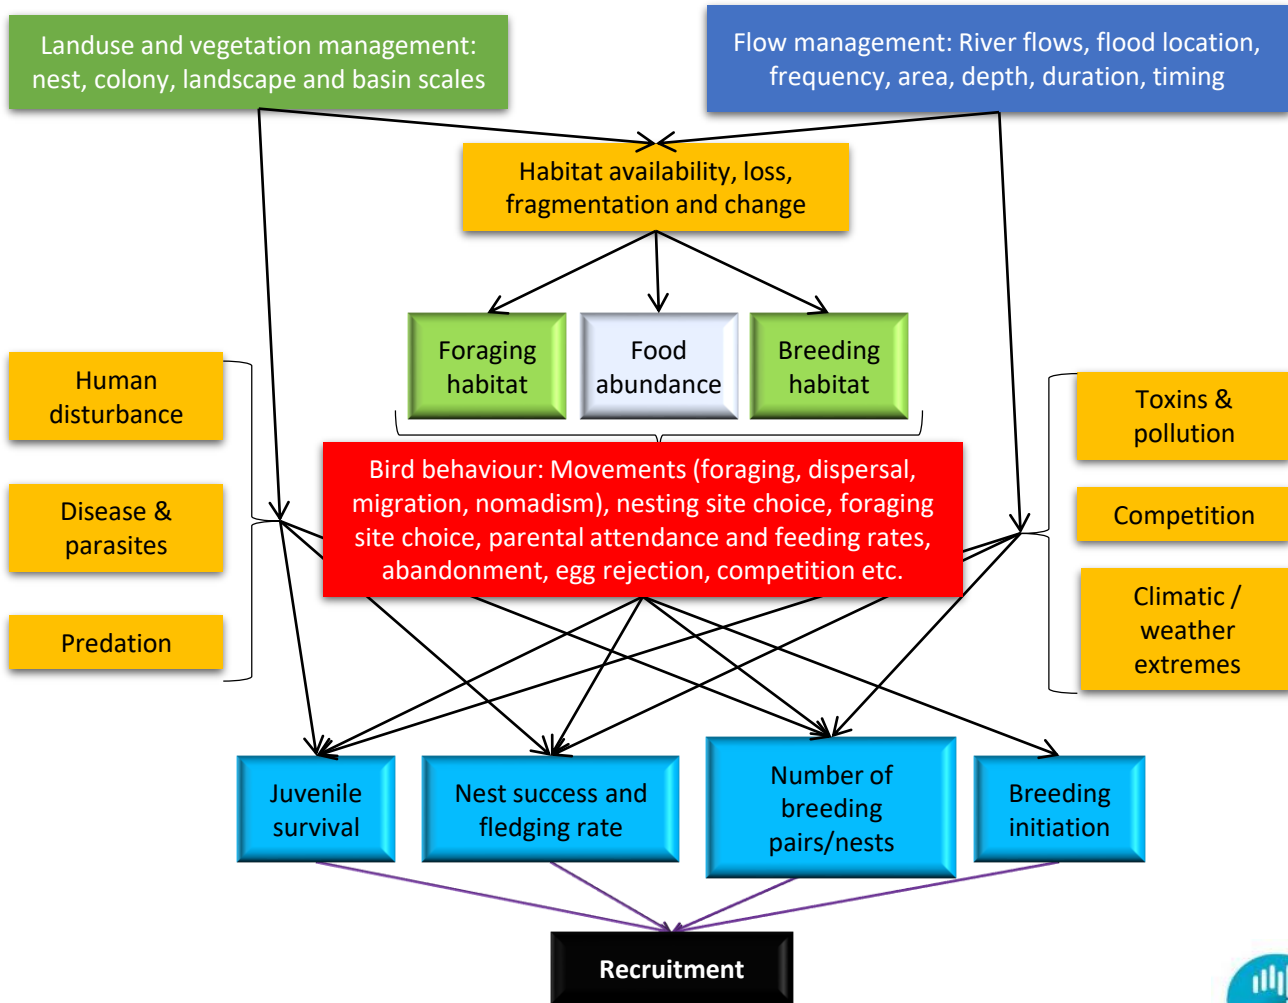 Landuse and vegetation management:
nest, colony, landscape and basin scales
Flow management: River flows, flood location,
frequency, area, depth, duration, timing
Habitat availability, loss,
fragmentation and change
Foraging
habitat
Food
abundance
Breeding
habitat
Human
disturbance
Disease &
parasites
Predation
Toxins &
pollution
Competition
Climatic /
weather
extremes
Bird behaviour: Movements (foraging, dispersal,
migration, nomadism), nesting site choice, foraging
site choice, parental attendance and feeding rates,
abandonment, egg rejection, competition etc.
Juvenile
survival
Nest success and
fledging rate
Number of
breeding
pairs/nests
Breeding
initiation
Recruitment